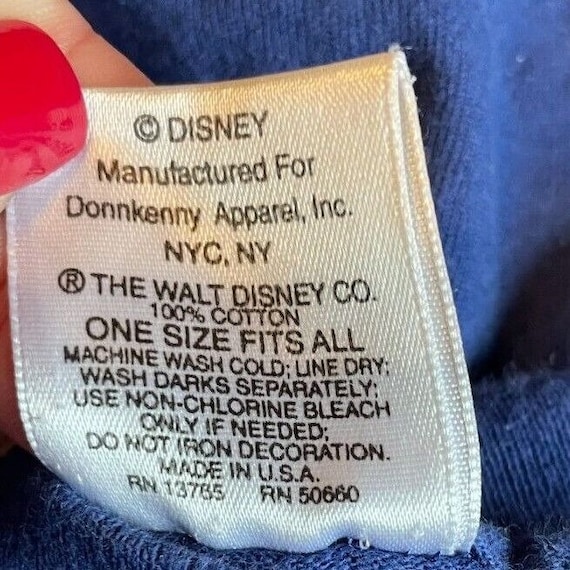 © DISNEY
Manufactured For
Donnkenny Apparel, Inc.
NYC, NY
® THE WALT DISNEY CO.
100% COTTON
ONE SIZE FITS ALL
MACHINE WASH COLD; LINE DRY;
WASH DARKS SEPARATELY;
USE NON-CHLORINE BLEACH
ONLY IF NEEDED;
DO NOT IRON DECORATION.
MADE IN U.S.A.
RN 13765 RN 50660